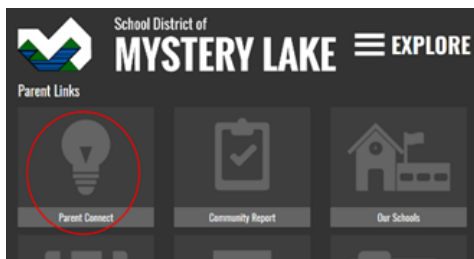 School District of
MYSTERY LAKE
EXPLORE
Parent Links
Parent Connect
Community Report
Our Schools